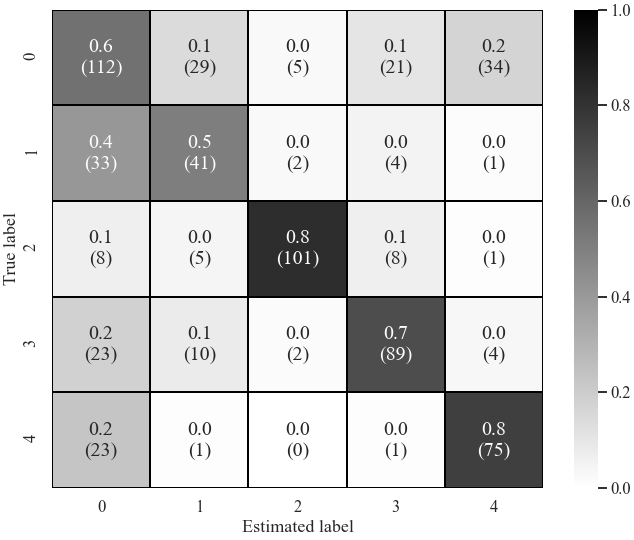 0.6 0.1 0.0 0.1 0.2
(112) (29) (5) (21) (34)
0
0.4 0.5 0.0 0.0 0.0
(33) (41) (2) (4) (1)
1
0.1 0.0 0.8 0.1 0.0
(8) (5) (101) (8) (1)
2
0.2 0.1 0.0 0.7 0.0
(23) (10) (2) (89) (4)
3
0.2 0.0 0.0 0.0 0.8
(23) (1) (0) (1) (75)
4
True label
0 1 2 3 4
Estimated label
1.0
0.8
0.6
0.4
0.2
0.0